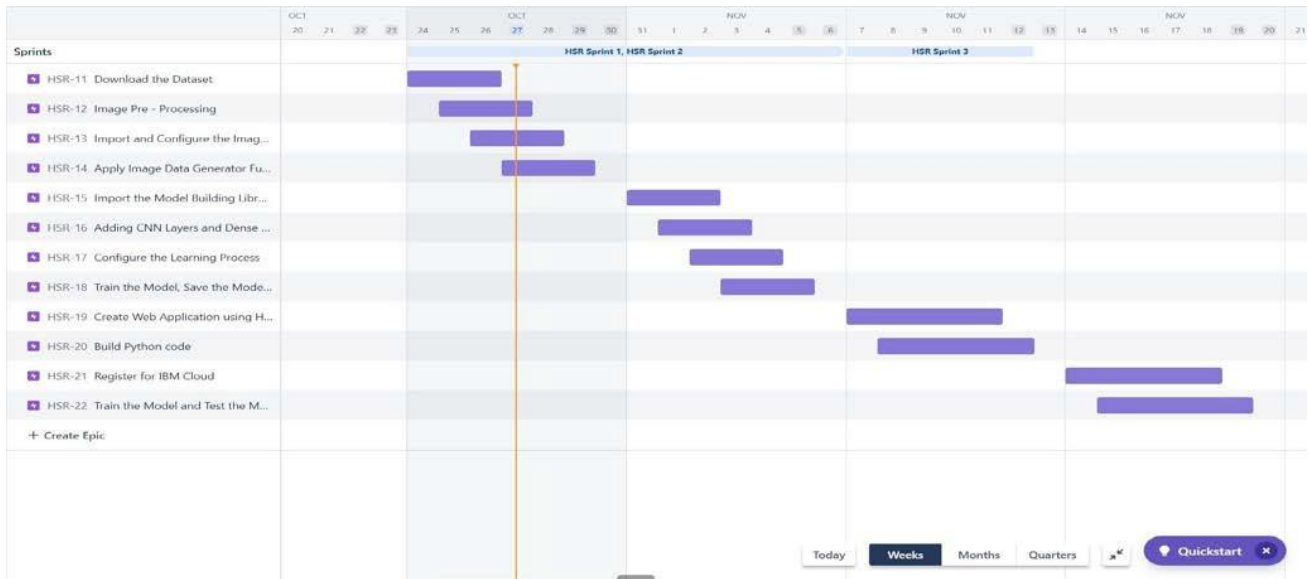 OCT OCT NOV NOV NOV
20 21 22 23 24 25 26 27 28 29 30 31 1 2 3 4 5 6 7 8 9 10 11 12 13 14 15 16 17 18 19 20 21
Sprints HSR Sprint 1, HSR Sprint 2 HSR Sprint 3
HSR-11 Download the Dataset
HSR-12 Image Pre - Processing
HSR-13 Import and Configure the Imag...
HSR-14 Apply Image Data Generator Fu...
HSR-15 Import the Model Building Libr...
HSR-16 Adding CNN Layers and Dense ...
HSR-17 Configure the Learning Process
HSR-18 Train the Model, Save the Mode...
HSR-19 Create Web Application using H...
HSR-20 Build Python code
HSR-21 Register for IBM Cloud
HSR-22 Train the Model and Test the M...
+ Create Epic
Today Weeks Months Quarters Quickstart